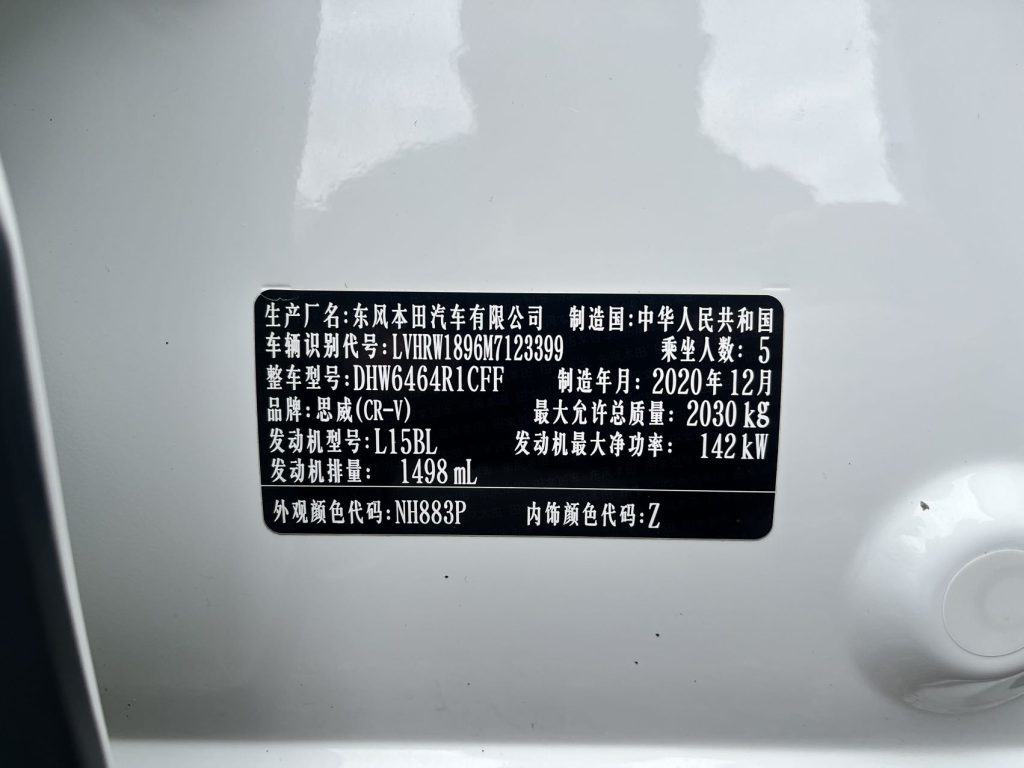 生产厂名:东风本田汽车有限公司 制造国:中华人民共和国
车辆识别代号:LVHRW1896M7123399 乘坐人数: 5
整车型号:DHW6464R1CFF 制造年月: 2020年12月
品牌:思威(CR-V) 最大允许总质量: 2030 kg
发动机型号:L15BL 发动机最大净功率: 142 kW
发动机排量: 1498 mL
外观颜色代码:NH883P 内饰颜色代码:Z